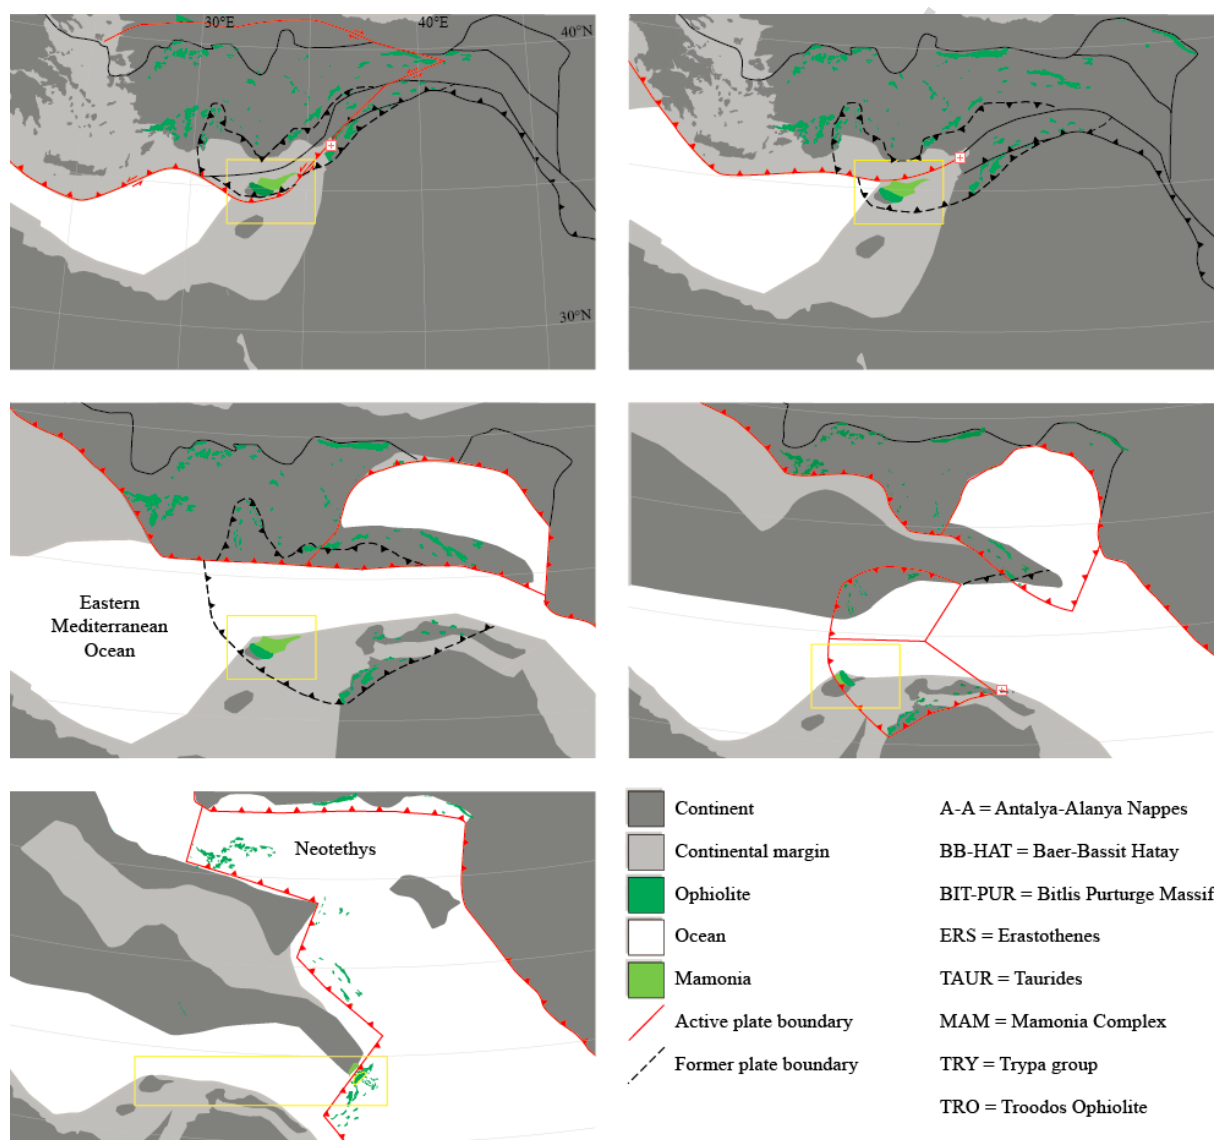 30°E
40°E
40°N
30°N
Eastern
Mediterranean
Ocean
Neotethys
Continent
Continental margin
Ophiolite
Ocean
Mamonia
Active plate boundary
Former plate boundary
A-A = Antalya-Alanya Nappes
BB-HAT = Baer-Bassit Hatay
BIT-PUR = Bitlis Purturge Massif
ERS = Erastothenes
TAUR = Taurides
MAM = Mamonia Complex
TRY = Trypa group
TRO = Troodos Ophiolite